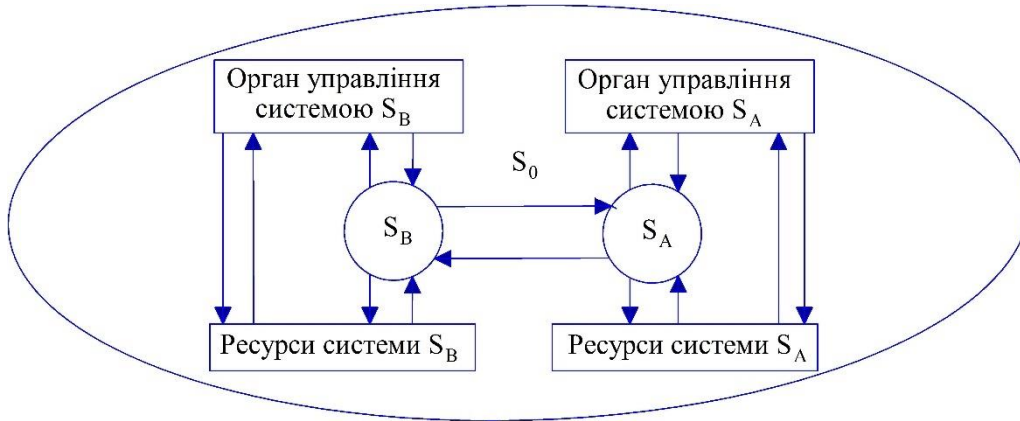 Орган управління
системою S_B
Орган управління
системою S_A
S_0
S_B
S_A
Ресурси системи S_B
Ресурси системи S_A